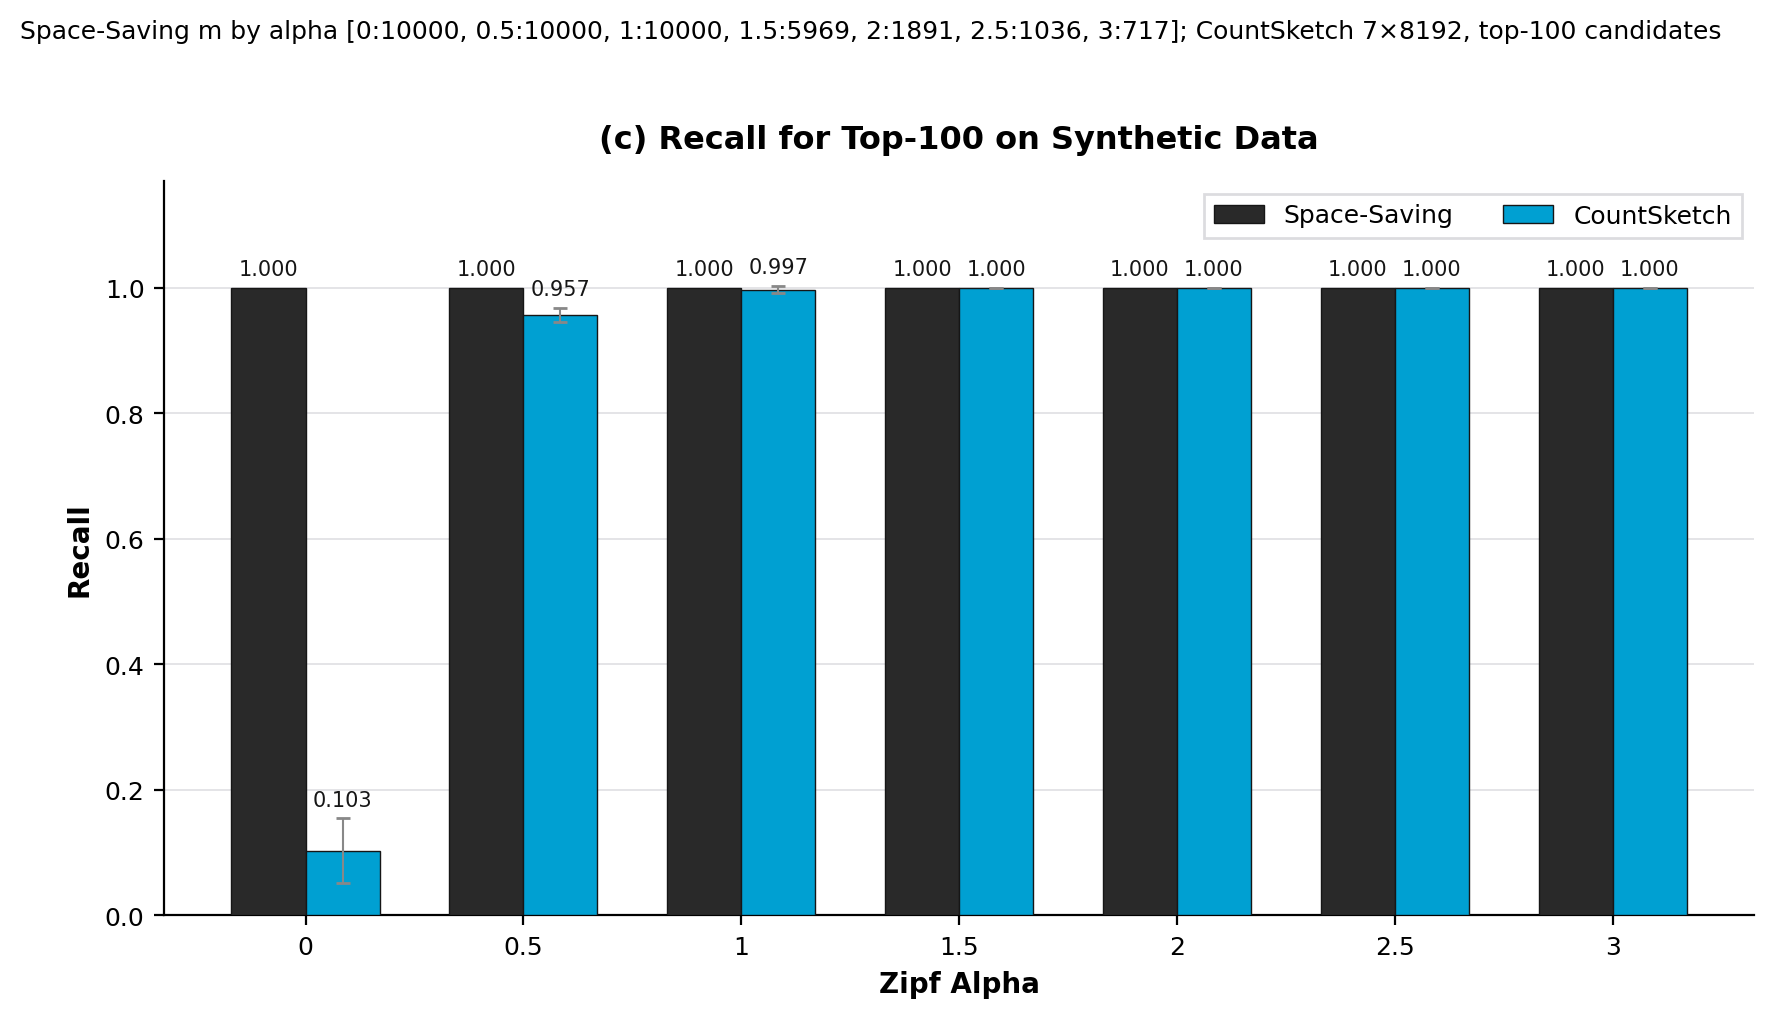 Space-Saving m by alpha [0:10000, 0.5:10000, 1:10000, 1.5:5969, 2:1891, 2.5:1036, 3:717]; CountSketch 7×8192, top-100 candidates
(c) Recall for Top-100 on Synthetic Data
Space-Saving CountSketch
1.000 1.000 0.957 1.000 0.997 1.000 1.000 1.000 1.000 1.000 1.000 1.000 1.000
0.103
1.0
0.8
0.6
0.4
0.2
0.0
Recall
0 0.5 1 1.5 2 2.5 3
Zipf Alpha